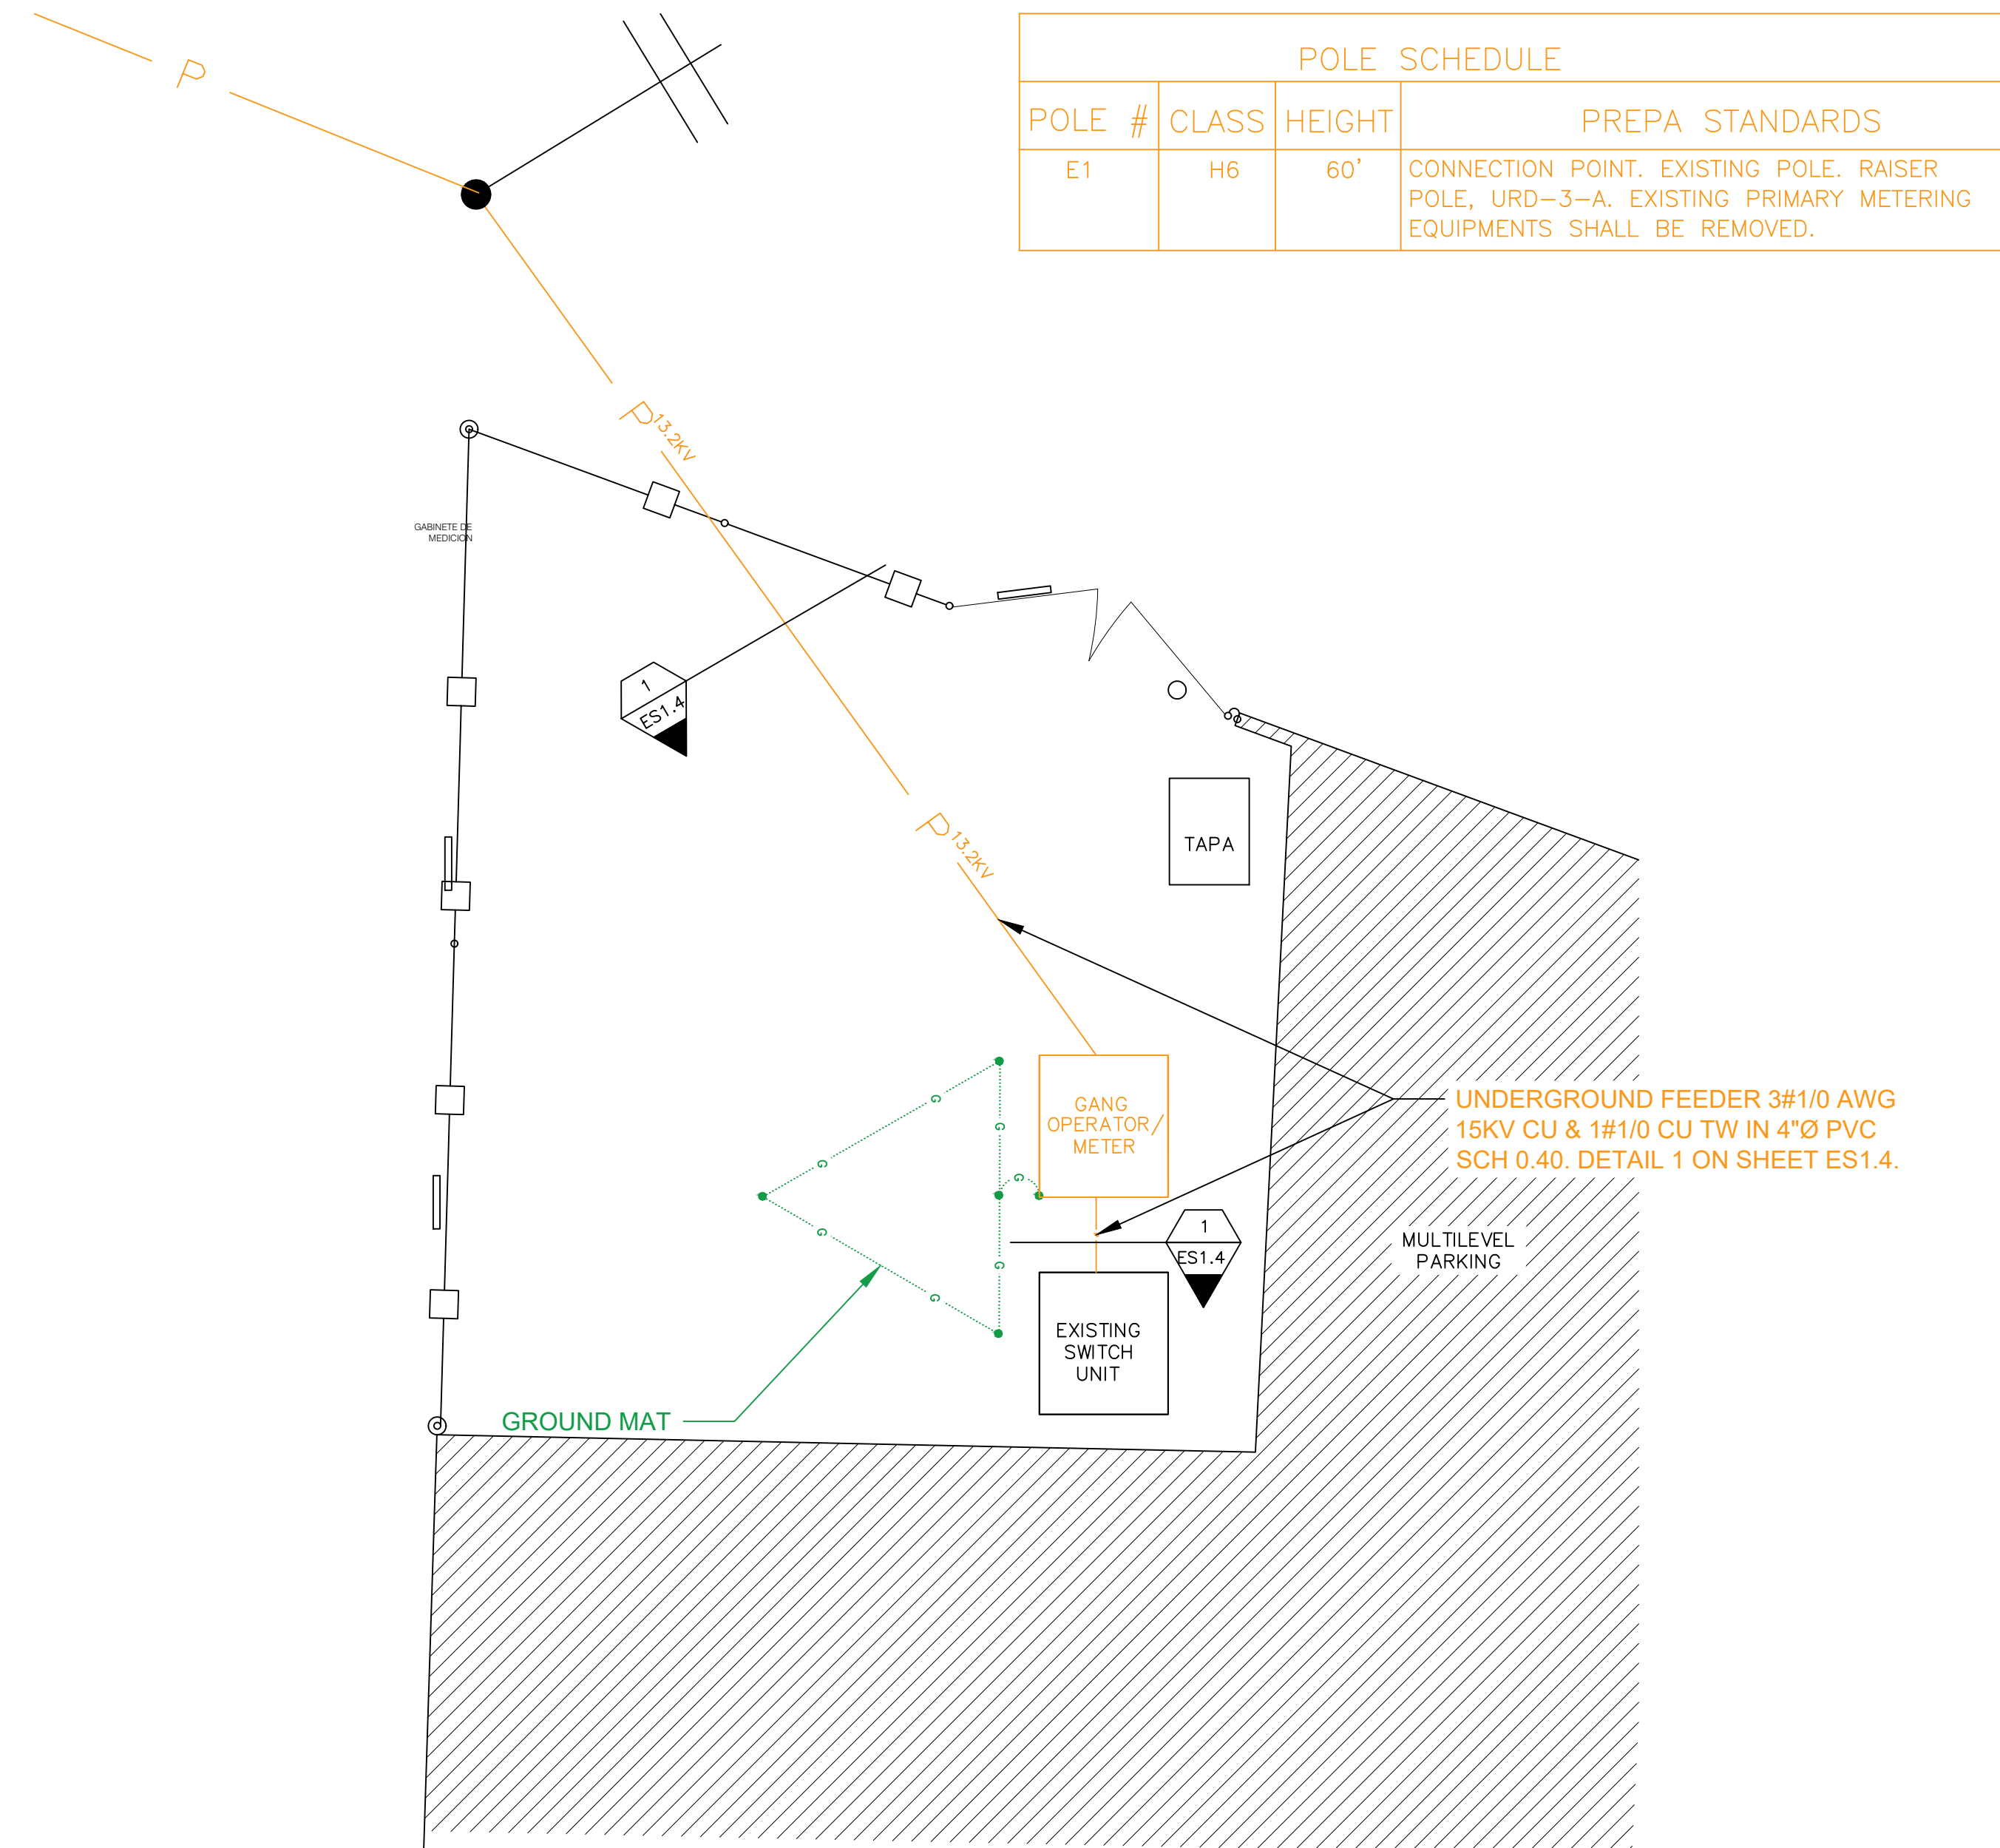 POLE SCHEDULE
POLE # CLASS HEIGHT PREPA STANDARDS
E1 H6 60' CONNECTION POINT. EXISTING POLE. RAISER
POLE, URD-3-A. EXISTING PRIMARY METERING
EQUIPMENTS SHALL BE REMOVED.
P
P 13.2KV
GABINETE DE
MEDICION
1
ES1.4
P 13.2KV
TAPA
GANG
OPERATOR/
METER
G
G
G
G
G
G
G
UNDERGROUND FEEDER 3#1/0 AWG
15KV CU & 1#1/0 CU TW IN 4"Ø PVC
SCH 0.40. DETAIL 1 ON SHEET ES1.4.
1
ES1.4
MULTILEVEL
PARKING
EXISTING
SWITCH
UNIT
GROUND MAT